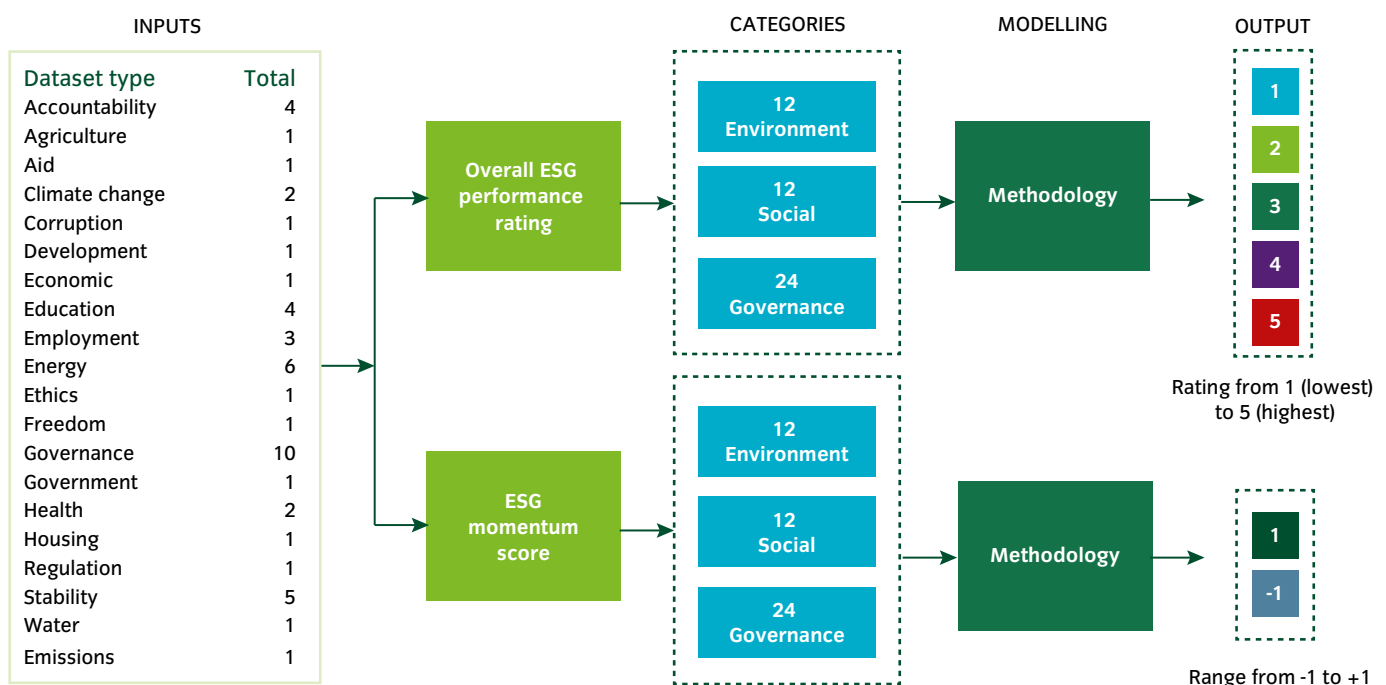 INPUTS
CATEGORIES
MODELLING
OUTPUT
Dataset type Total
Accountability 4
Agriculture 1
Aid 1
Climate change 2
Corruption 1
Development 1
Economic 1
Education 4
Employment 3
Energy 6
Ethics 1
Freedom 1
Governance 10
Government 1
Health 2
Housing 1
Regulation 1
Stability 5
Water 1
Emissions 1
Overall ESG
performance
rating
12
Environment
12
Social
24
Governance
Methodology
1
2
3
4
5
Rating from 1 (lowest)
to 5 (highest)
ESG
momentum
score
12
Environment
12
Social
24
Governance
Methodology
1
-1
Range from -1 to +1